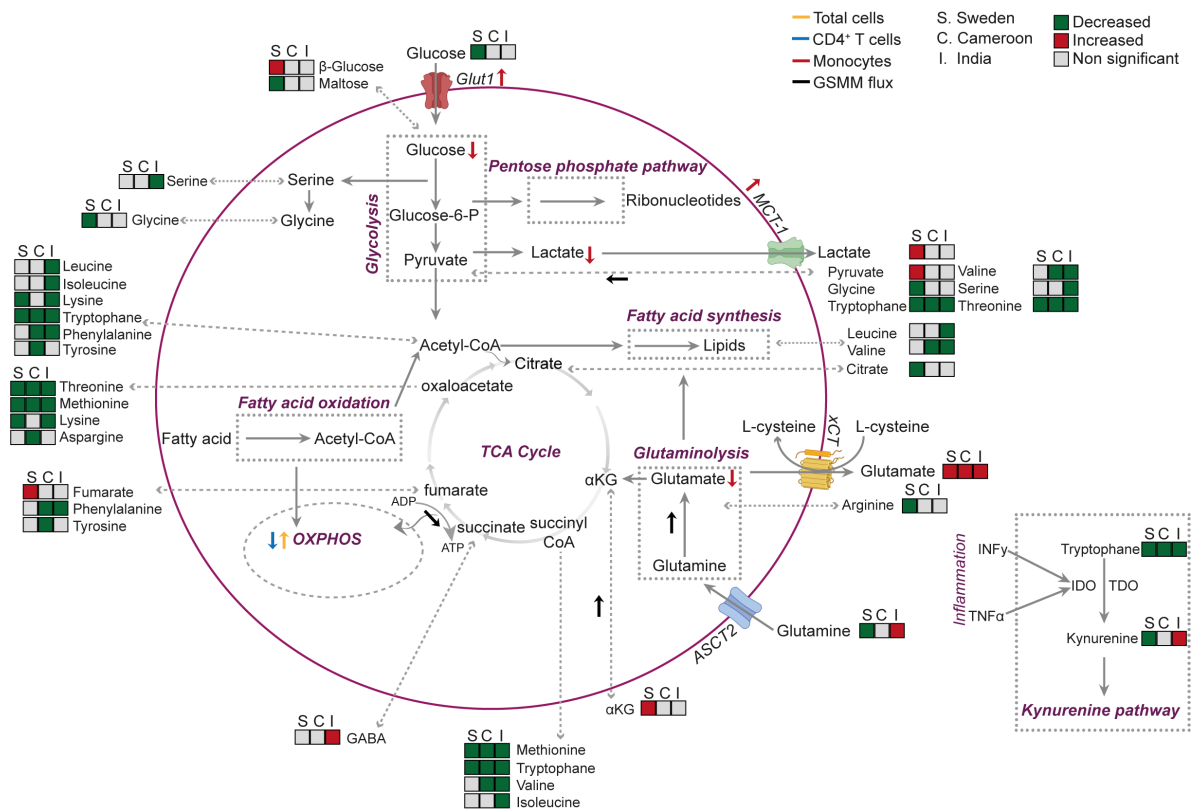 Total cells
CD4⁺ T cells
Monocytes
GSMM flux
S. Sweden
C. Cameroon
I. India
Decreased
Increased
Non significant
S C I
Glucose
Glut1
S C I
β-Glucose
Maltose
Glucose
Glycolysis
Pentose phosphate pathway
Glucose-6-P
Ribonucleotides
Pyruvate
Lactate
MCT-1
S C I
Serine
Serine
S C I
Glycine
Glycine
S C I
Leucine
Isoleucine
Lysine
Tryptophane
Phenylalanine
Tyrosine
Lactate
S C I
Pyruvate
Valine
S C I
Glycine
Serine
Tryptophane
Threonine
Fatty acid synthesis
Acetyl-CoA
Lipids
Leucine
S C I
Valine
Citrate
Citrate
S C I
S C I
Threonine
Methionine
Lysine
Aspargine
oxaloacetate
Fatty acid oxidation
Fatty acid
Acetyl-CoA
TCA Cycle
Glutaminolysis
L-cysteine
xCT
L-cysteine
αKG
Glutamate
Glutamate
S C I
Arginine
S C I
S C I
Fumarate
Phenylalanine
Tyrosine
fumarate
ADP
ATP
succinate
succinyl
CoA
OXPHOS
Glutamine
ASCT2
Glutamine
S C I
Inflammation
INFy
TNFα
Tryptophane
S C I
IDO
TDO
Kynurenine
S C I
Kynurenine pathway
S C I
GABA
αKG
S C I
S C I
Methionine
Tryptophane
Valine
Isoleucine